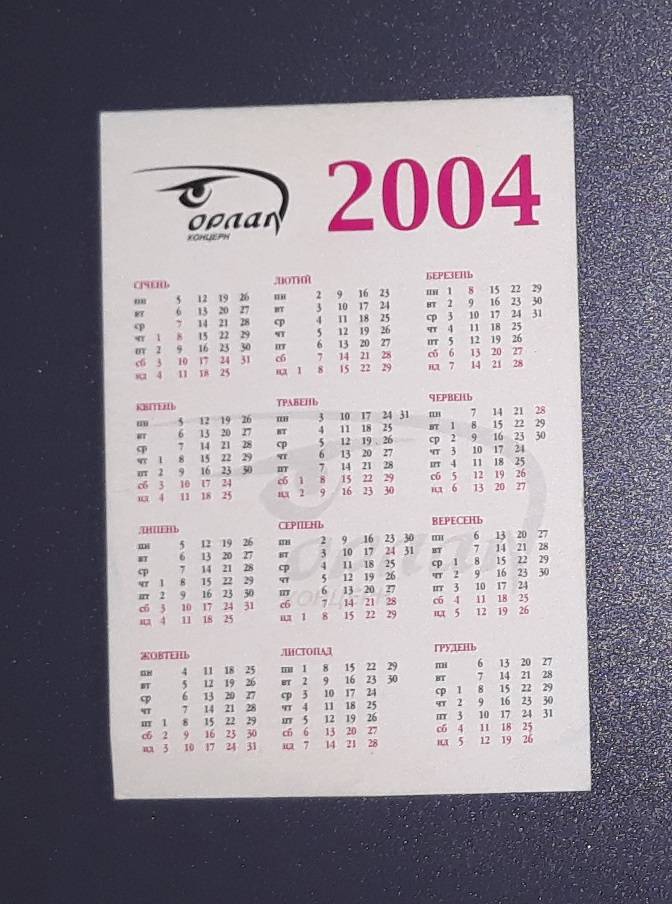 орлан
КОНЦЕРН
2004
СІЧЕНЬ
пн 5 12 19 26
вт 6 13 20 27
ср 7 14 21 28
чт 1 8 15 22 29
пт 2 9 16 23 30
сб 3 10 17 24 31
нд 4 11 18 25
ЛЮТИЙ
пн 2 9 16 23
вт 3 10 17 24
ср 4 11 18 25
чт 5 12 19 26
пт 6 13 20 27
сб 7 14 21 28
нд 1 8 15 22 29
БЕРЕЗЕНЬ
пн 1 8 15 22 29
вт 2 9 16 23 30
ср 3 10 17 24 31
чт 4 11 18 25
пт 5 12 19 26
сб 6 13 20 27
нд 7 14 21 28
КВІТЕНЬ
пн 5 12 19 26
вт 6 13 20 27
ср 7 14 21 28
чт 1 8 15 22 29
пт 2 9 16 23 30
сб 3 10 17 24
нд 4 11 18 25
ТРАВЕНЬ
пн 3 10 17 24 31
вт 4 11 18 25
ср 5 12 19 26
чт 6 13 20 27
пт 7 14 21 28
сб 1 8 15 22 29
нд 2 9 16 23 30
ЧЕРВЕНЬ
пн 7 14 21 28
вт 1 8 15 22 29
ср 2 9 16 23 30
чт 3 10 17 24
пт 4 11 18 25
сб 5 12 19 26
нд 6 13 20 27
ЛИПЕНЬ
пн 5 12 19 26
вт 6 13 20 27
ср 7 14 21 28
чт 1 8 15 22 29
пт 2 9 16 23 30
сб 3 10 17 24 31
нд 4 11 18 25
СЕРПЕНЬ
пн 2 9 16 23 30
вт 3 10 17 24 31
ср 4 11 18 25
чт 5 12 19 26
пт 6 13 20 27
сб 7 14 21 28
нд 1 8 15 22 29
ВЕРЕСЕНЬ
пн 6 13 20 27
вт 7 14 21 28
ср 1 8 15 22 29
чт 2 9 16 23 30
пт 3 10 17 24
сб 4 11 18 25
нд 5 12 19 26
ЖОВТЕНЬ
пн 4 11 18 25
вт 5 12 19 26
ср 6 13 20 27
чт 7 14 21 28
пт 1 8 15 22 29
сб 2 9 16 23 30
нд 3 10 17 24 31
ЛИСТОПАД
пн 1 8 15 22 29
вт 2 9 16 23 30
ср 3 10 17 24
чт 4 11 18 25
пт 5 12 19 26
сб 6 13 20 27
нд 7 14 21 28
ГРУДЕНЬ
пн 6 13 20 27
вт 7 14 21 28
ср 1 8 15 22 29
чт 2 9 16 23 30
пт 3 10 17 24 31
сб 4 11 18 25
нд 5 12 19 26
орлан
КОНЦЕРН